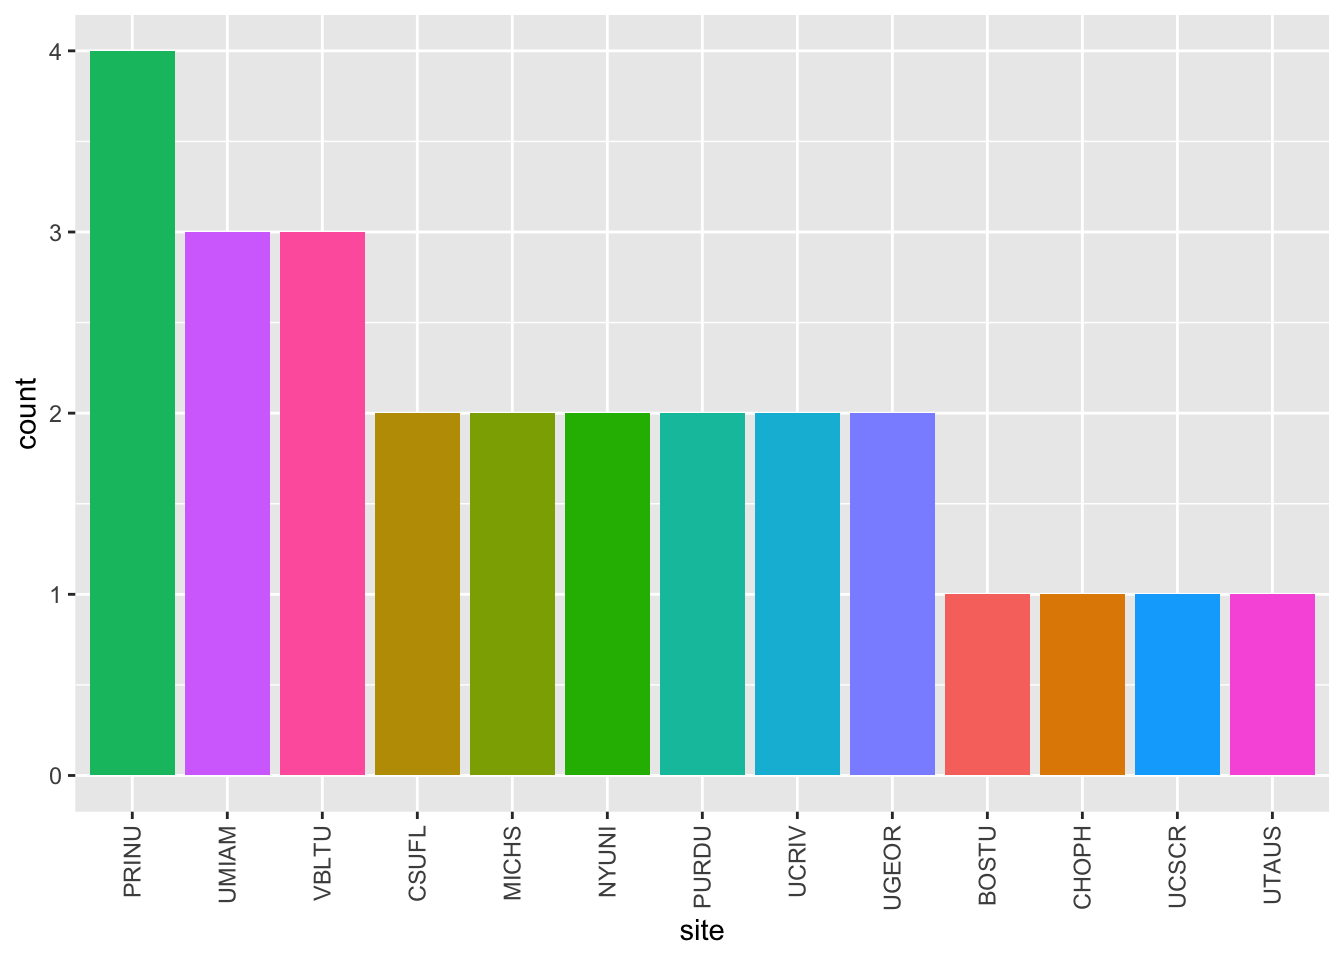 4
3
2
1
0
count
PRINU
UMIAM
VBLTU
CSUFL
MICHS
NYUNI
PURDU
UCRIV
UGEOR
BOSTU
CHOPH
UCSCR
UTAUS
site